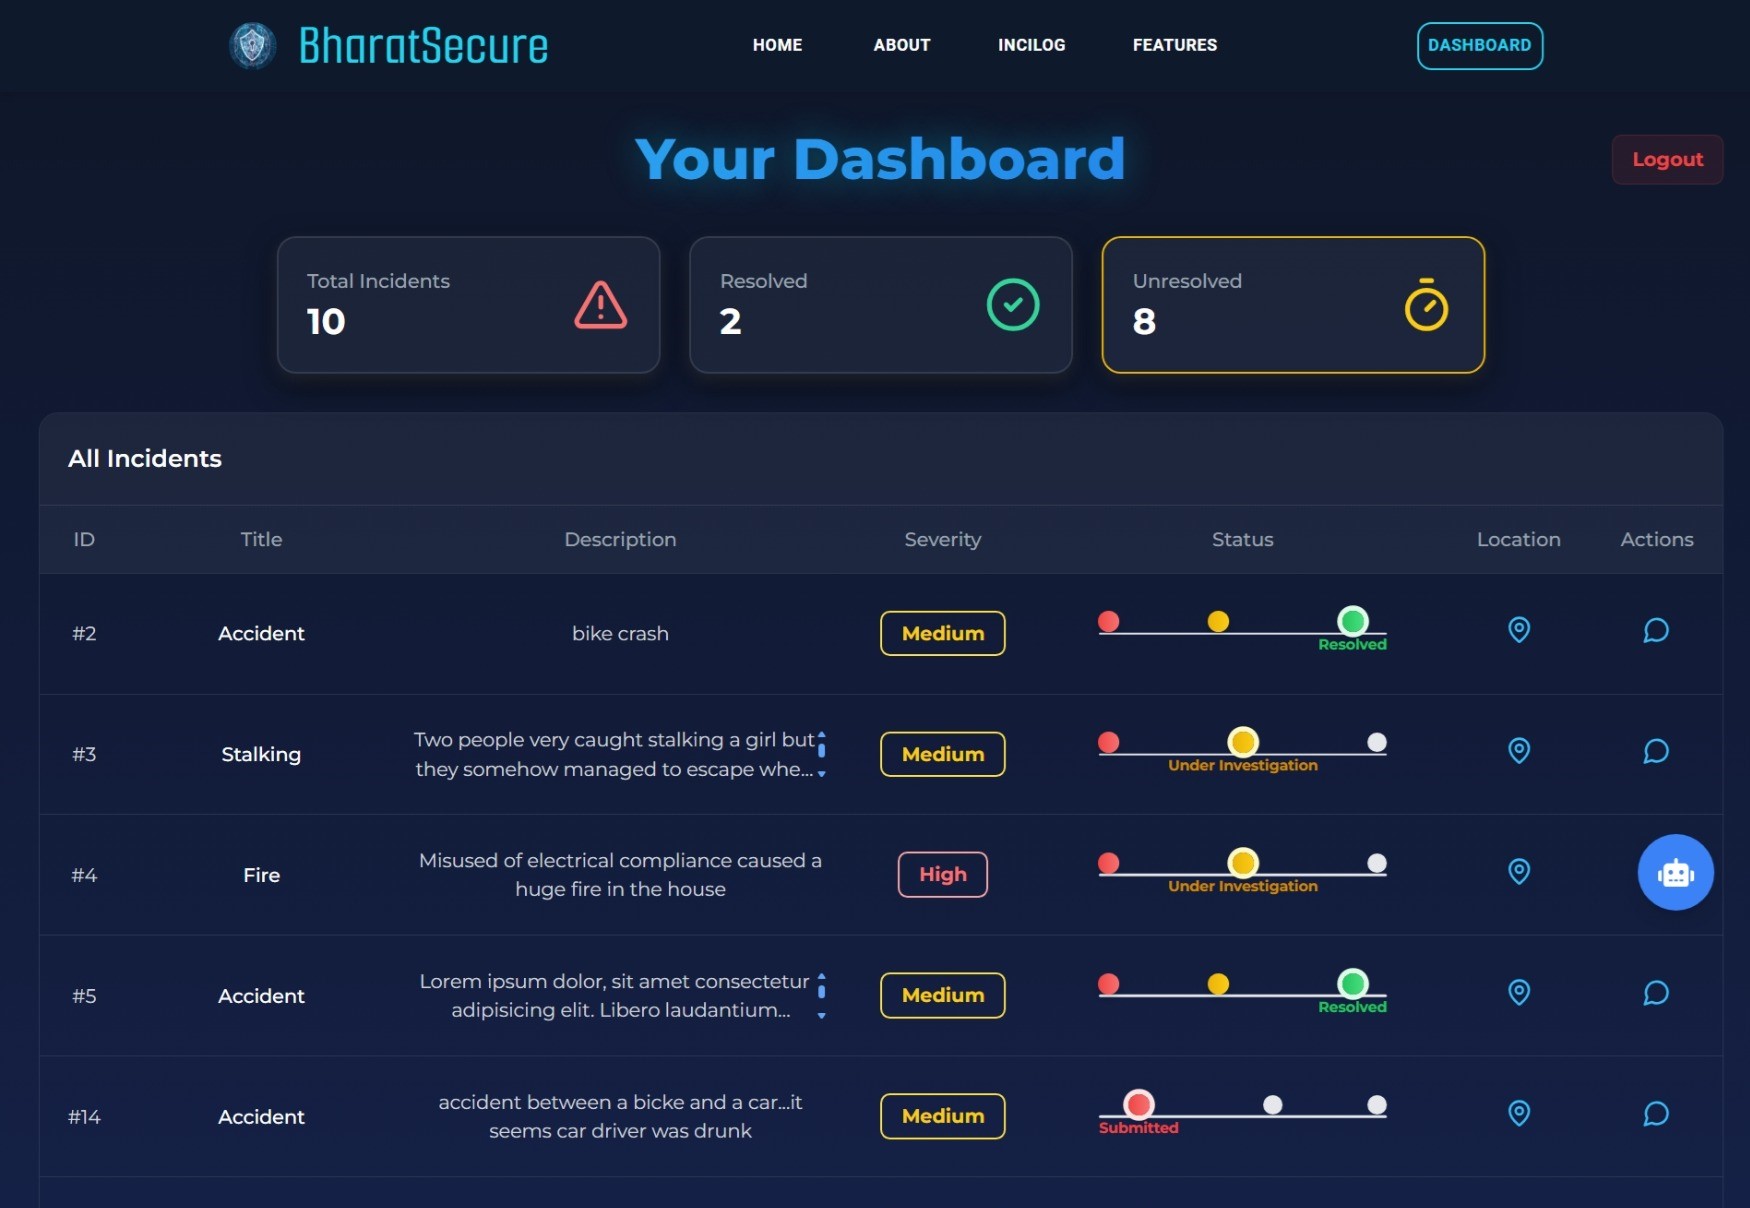 BharatSecure
HOME
ABOUT
INCILOG
FEATURES
DASHBOARD
Your Dashboard
Logout
Total Incidents
10
Resolved
2
Unresolved
8
All Incidents
ID
Title
Description
Severity
Status
Location
Actions
#2
Accident
bike crash
Medium
Resolved
#3
Stalking
Two people very caught stalking a girl but
they somehow managed to escape whe...
Medium
Under Investigation
#4
Fire
Misused of electrical compliance caused a
huge fire in the house
High
Under Investigation
#5
Accident
Lorem ipsum dolor, sit amet consectetur
adipisicing elit. Libero laudantium...
Medium
Resolved
#14
Accident
accident between a bicke and a car...it
seems car driver was drunk
Medium
Submitted